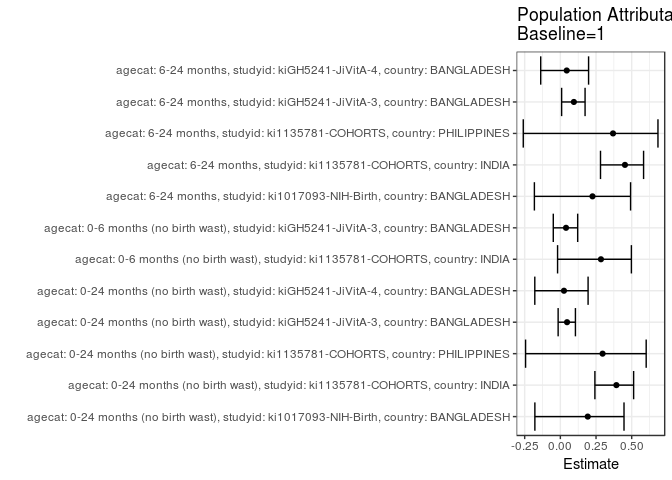 Population Attributa
Baseline=1
agecat: 6-24 months, studyid: kiGH5241-JiVitA-4, country: BANGLADESH
agecat: 6-24 months, studyid: kiGH5241-JiVitA-3, country: BANGLADESH
agecat: 6-24 months, studyid: ki1135781-COHORTS, country: PHILIPPINES
agecat: 6-24 months, studyid: ki1135781-COHORTS, country: INDIA
agecat: 6-24 months, studyid: ki1017093-NIH-Birth, country: BANGLADESH
agecat: 0-6 months (no birth wast), studyid: kiGH5241-JiVitA-3, country: BANGLADESH
agecat: 0-6 months (no birth wast), studyid: ki1135781-COHORTS, country: INDIA
agecat: 0-24 months (no birth wast), studyid: kiGH5241-JiVitA-4, country: BANGLADESH
agecat: 0-24 months (no birth wast), studyid: kiGH5241-JiVitA-3, country: BANGLADESH
agecat: 0-24 months (no birth wast), studyid: ki1135781-COHORTS, country: PHILIPPINES
agecat: 0-24 months (no birth wast), studyid: ki1135781-COHORTS, country: INDIA
agecat: 0-24 months (no birth wast), studyid: ki1017093-NIH-Birth, country: BANGLADESH
-0.25 0.00 0.25 0.50
Estimate